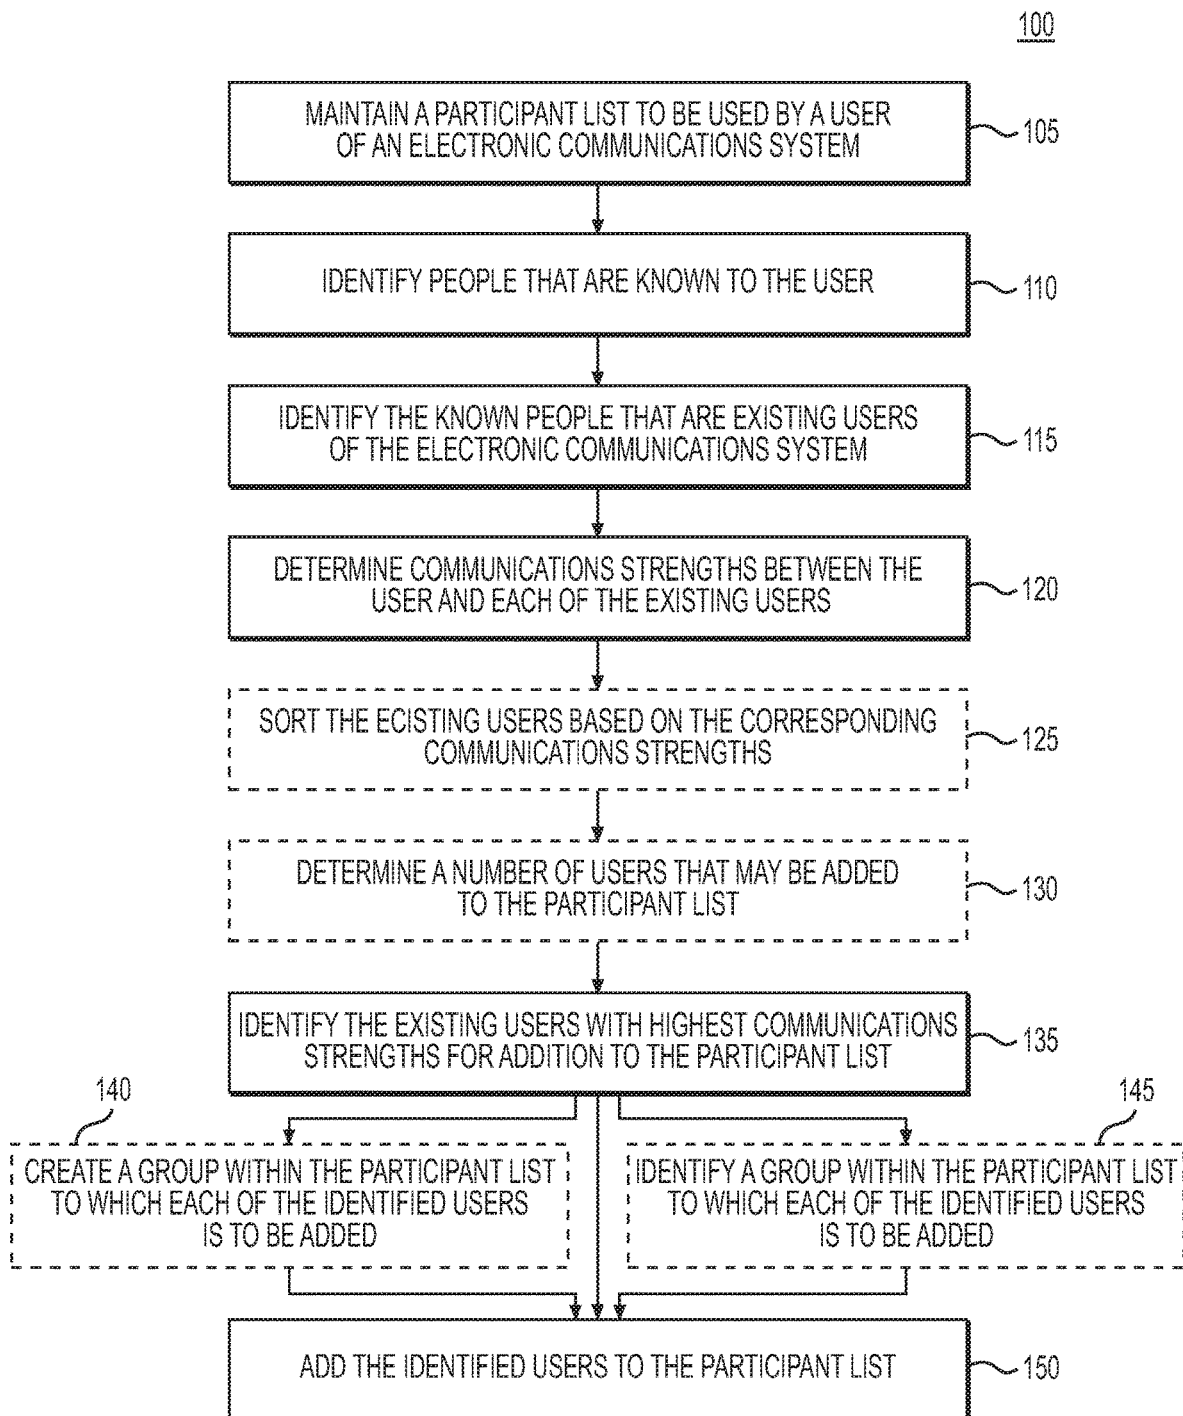 100
MAINTAIN A PARTICIPANT LIST TO BE USED BY A USER
OF AN ELECTRONIC COMMUNICATIONS SYSTEM
105
IDENTIFY PEOPLE THAT ARE KNOWN TO THE USER
110
IDENTIFY THE KNOWN PEOPLE THAT ARE EXISTING USERS
OF THE ELECTRONIC COMMUNICATIONS SYSTEM
115
DETERMINE COMMUNICATIONS STRENGTHS BETWEEN THE
USER AND EACH OF THE EXISTING USERS
120
SORT THE ECISTING USERS BASED ON THE CORRESPONDING
COMMUNICATIONS STRENGTHS
125
DETERMINE A NUMBER OF USERS THAT MAY BE ADDED
TO THE PARTICIPANT LIST
130
IDENTIFY THE EXISTING USERS WITH HIGHEST COMMUNICATIONS
STRENGTHS FOR ADDITION TO THE PARTICIPANT LIST
135
140
CREATE A GROUP WITHIN THE PARTICIPANT LIST
TO WHICH EACH OF THE IDENTIFIED USERS
IS TO BE ADDED
145
IDENTIFY A GROUP WITHIN THE PARTICIPANT LIST
TO WHICH EACH OF THE IDENTIFIED USERS
IS TO BE ADDED
ADD THE IDENTIFIED USERS TO THE PARTICIPANT LIST
150